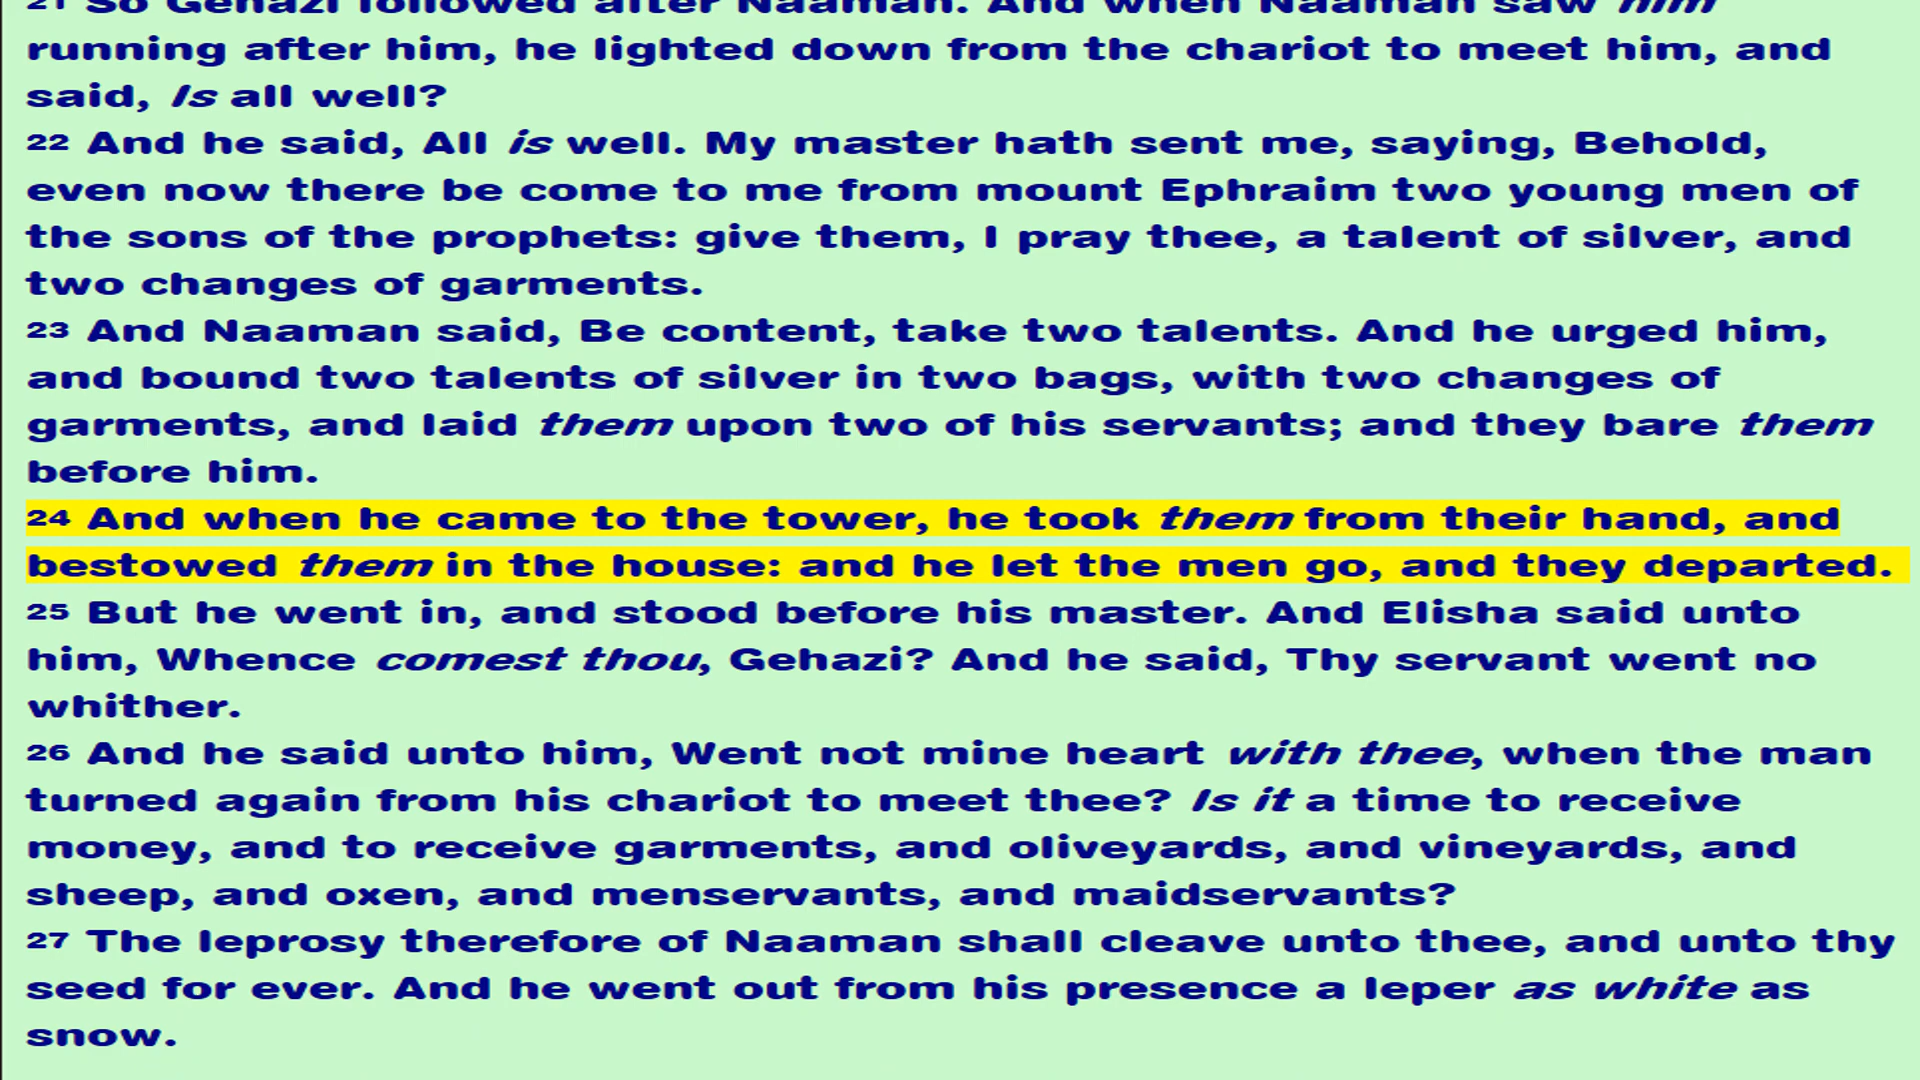 21 So Gehazi followed after Naaman. And when Naaman saw him
running after him, he lighted down from the chariot to meet him, and
said, Is all well?
22 And he said, All is well. My master hath sent me, saying, Behold,
even now there be come to me from mount Ephraim two young men of
the sons of the prophets: give them, I pray thee, a talent of silver, and
two changes of garments.
23 And Naaman said, Be content, take two talents. And he urged him,
and bound two talents of silver in two bags, with two changes of
garments, and laid them upon two of his servants; and they bare them
before him.
24 And when he came to the tower, he took them from their hand, and
bestowed them in the house: and he let the men go, and they departed.
25 But he went in, and stood before his master. And Elisha said unto
him, Whence comest thou, Gehazi? And he said, Thy servant went no
whither.
26 And he said unto him, Went not mine heart with thee, when the man
turned again from his chariot to meet thee? Is it a time to receive
money, and to receive garments, and oliveyards, and vineyards, and
sheep, and oxen, and menservants, and maidservants?
27 The leprosy therefore of Naaman shall cleave unto thee, and unto thy
seed for ever. And he went out from his presence a leper as white as
snow.